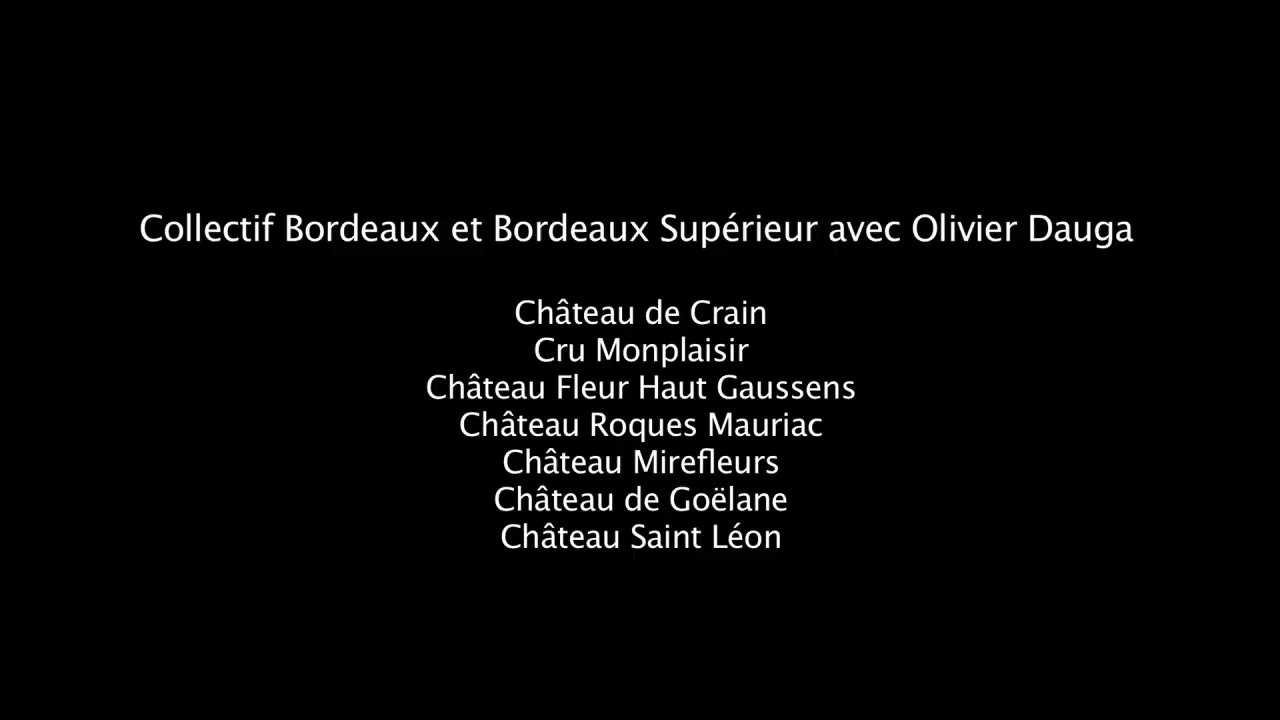 Collectif Bordeaux et Bordeaux Supérieur avec Olivier Dauga
Château de Crain
Cru Monplaisir
Château Fleur Haut Gaussens
Château Roques Mauriac
Château Mirefleurs
Château de Goëlane
Château Saint Léon